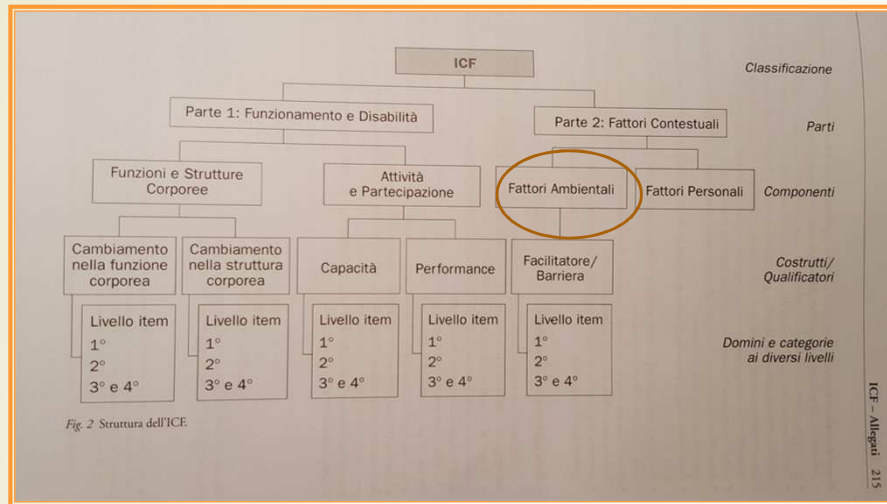 ICF
Classificazione
Parte 1: Funzionamento e Disabilità
Parte 2: Fattori Contestuali
Parti
Funzioni e Strutture
Corporee
Attività
e Partecipazione
Fattori Ambientali
Fattori Personali
Componenti
Cambiamento
nella funzione
corporea
Cambiamento
nella struttura
corporea
Capacità
Performance
Facilitatore/
Barriera
Costrutti/
Qualificatori
Livello item
1°
2°
3° e 4°
Livello item
1°
2°
3° e 4°
Livello item
1°
2°
3° e 4°
Livello item
1°
2°
3° e 4°
Livello item
1°
2°
3° e 4°
Domini e categorie
ai diversi livelli
Fig. 2 Struttura dell'ICF.
ICF – Allegati 215